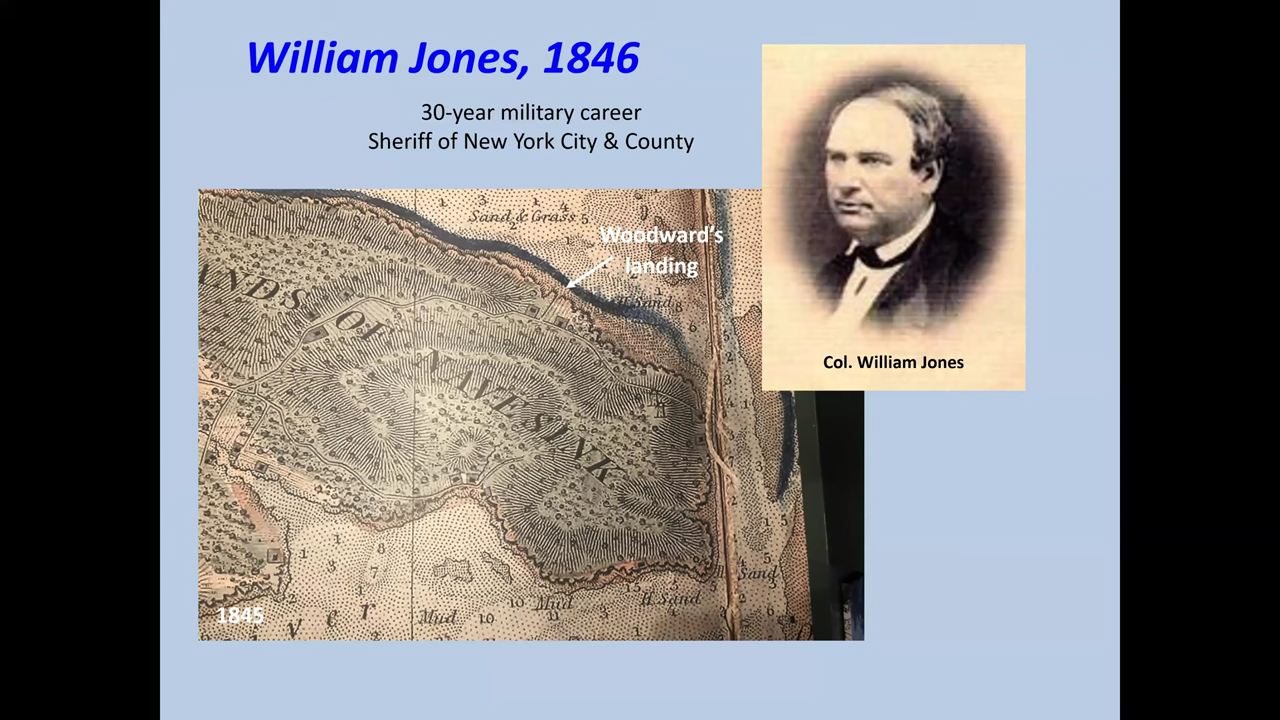 William Jones, 1846
30-year military career
Sheriff of New York City & County
Sand & Grass
Woodward's
landing
Col. William Jones
OF NAVESINK
1845
Mud
Mud
H Sand
Sand